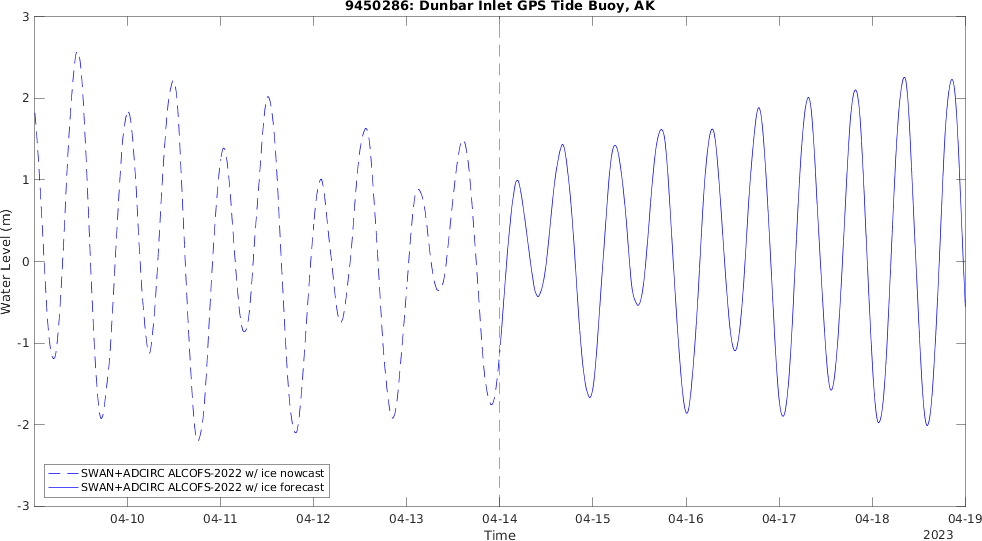 9450286: Dunbar Inlet GPS Tide Buoy, AK
3
2
1
0
-1
-2
-3
Water Level (m)
SWAN+ADCIRC ALCOFS-2022 w/ ice nowcast
SWAN+ADCIRC ALCOFS-2022 w/ ice forecast
04-10 04-11 04-12 04-13 04-14 04-15 04-16 04-17 04-18 04-19
Time
2023